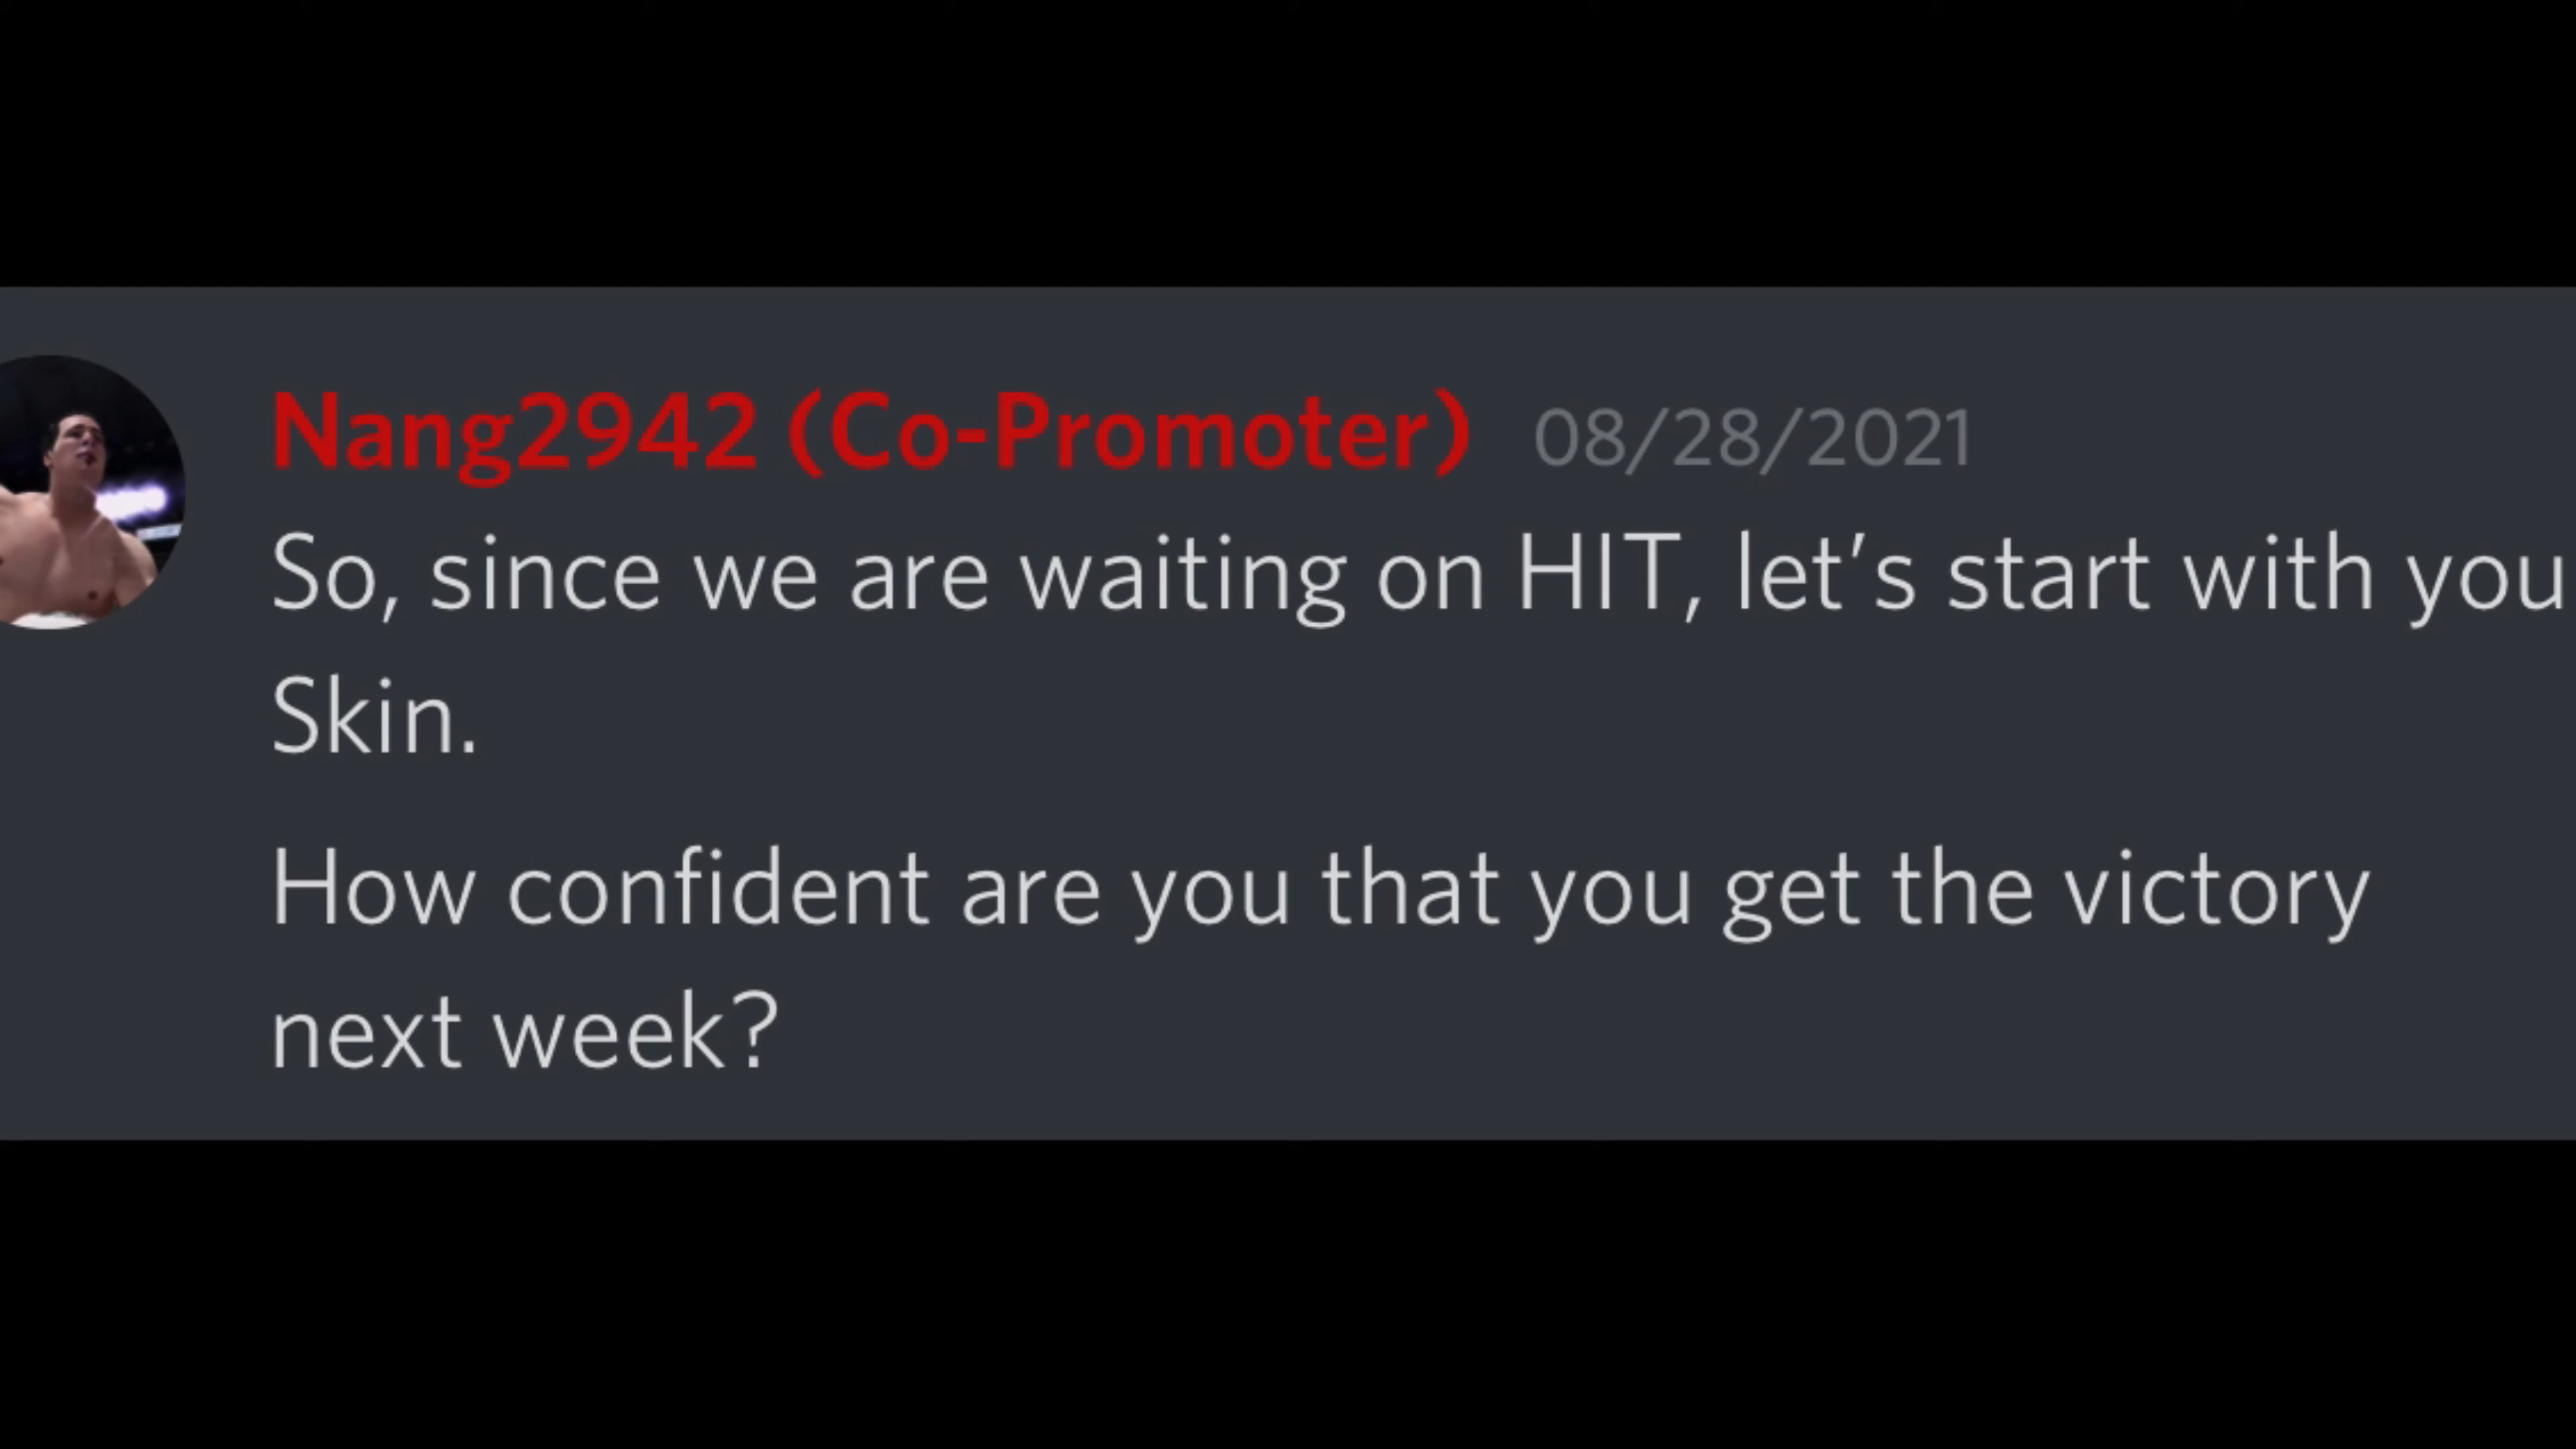 Nang2942 (Co-Promoter) 08/28/2021
So, since we are waiting on HIT, let’s start with you
Skin.
How confident are you that you get the victory
next week?